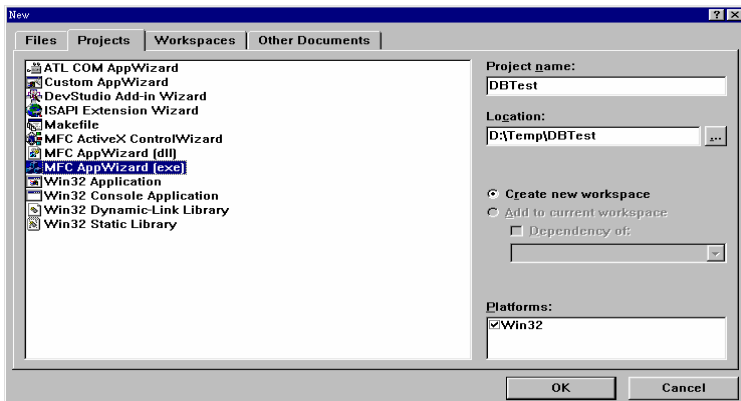 New
Files Projects Workspaces Other Documents
ATL COM AppWizard
Custom AppWizard
DevStudio Add-in Wizard
ISAPI Extension Wizard
Makefile
MFC ActiveX ControlWizard
MFC AppWizard (dll)
MFC AppWizard (exe)
Win32 Application
Win32 Console Application
Win32 Dynamic-Link Library
Win32 Static Library
Project name:
DBTest
Location:
D:\Temp\DBTest
...
Create new workspace
Add to current workspace
Dependency of:
Platforms:
Win32
OK Cancel